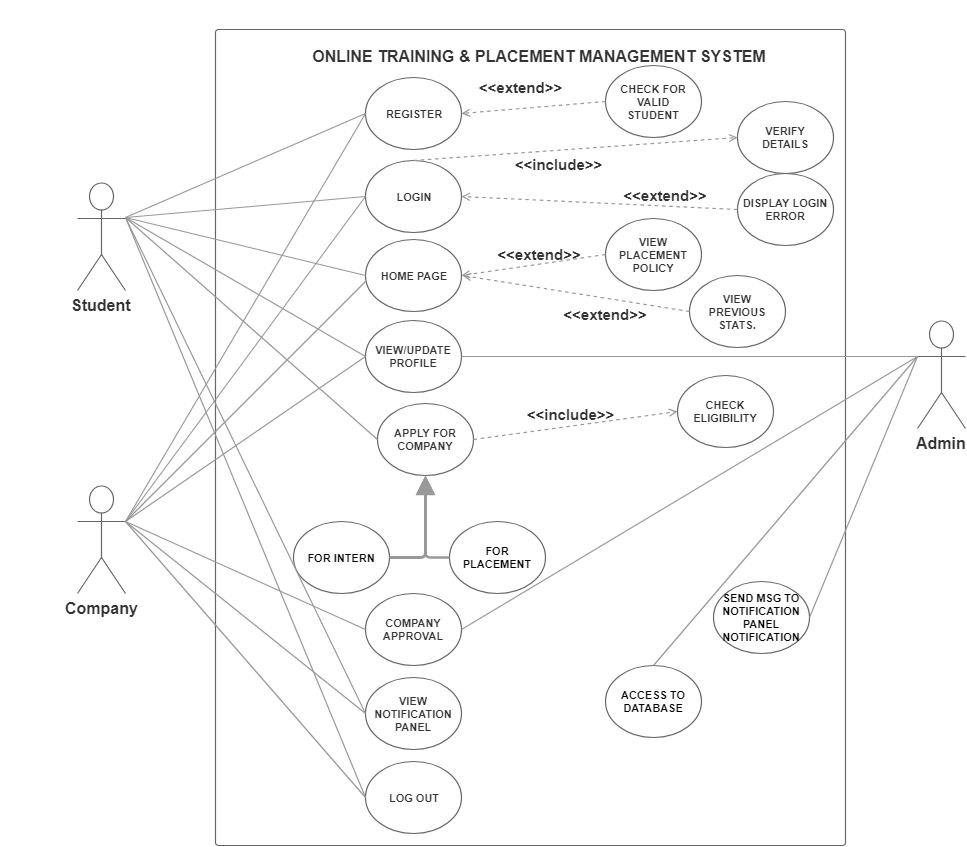 ONLINE TRAINING & PLACEMENT MANAGEMENT SYSTEM
<<extend>>
CHECK FOR
VALID
STUDENT
REGISTER
VERIFY
DETAILS
<<include>>
LOGIN
<<extend>>
DISPLAY LOGIN
ERROR
VIEW
PLACEMENT
POLICY
<<extend>>
HOME PAGE
VIEW
PREVIOUS
STATS.
<<extend>>
Student
VIEW/UPDATE
PROFILE
CHECK
ELIGIBILITY
<<include>>
APPLY FOR
COMPANY
Admin
FOR INTERN
FOR
PLACEMENT
Company
SEND MSG TO
NOTIFICATION
PANEL
NOTIFICATION
COMPANY
APPROVAL
ACCESS TO
DATABASE
VIEW
NOTIFICATION
PANEL
LOG OUT